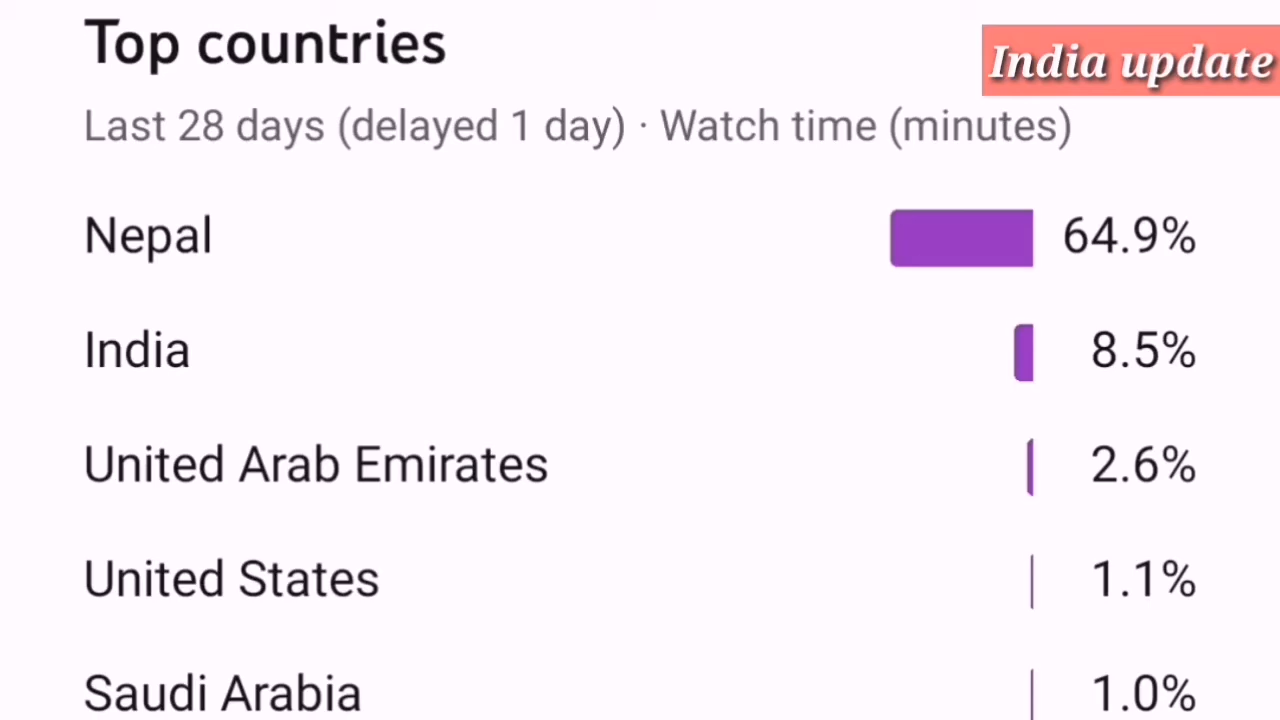 Top countries
India update
Last 28 days (delayed 1 day) · Watch time (minutes)
Nepal 64.9%
India 8.5%
United Arab Emirates 2.6%
United States 1.1%
Saudi Arabia 1.0%